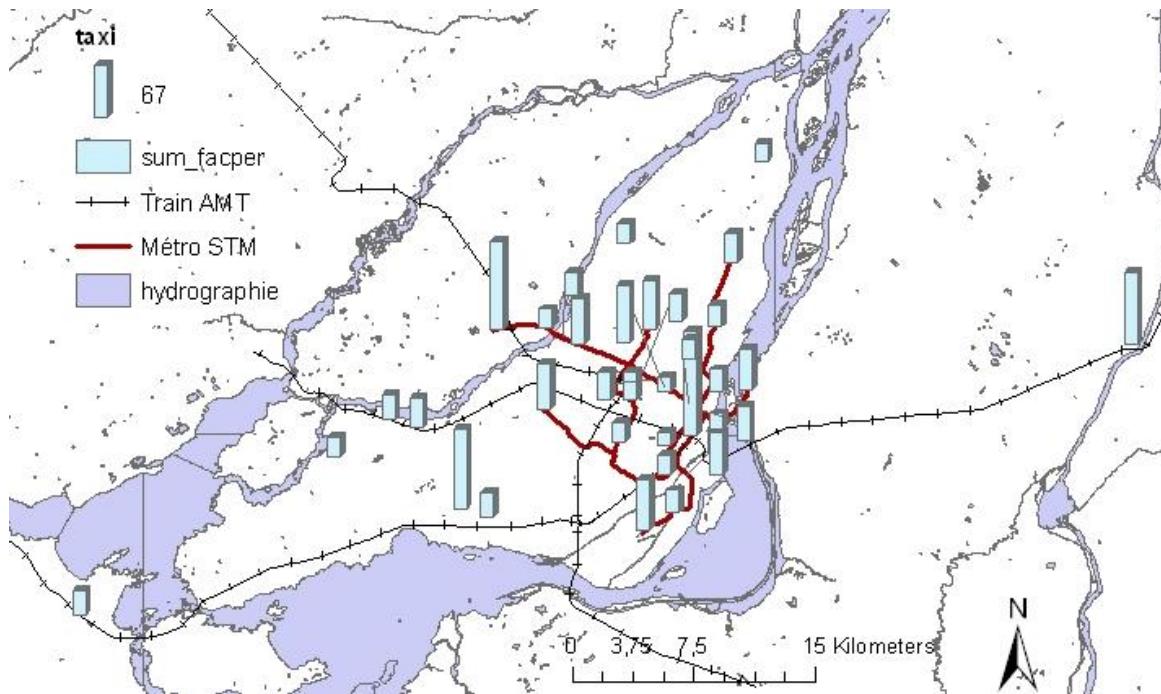 taxi
67
sum_facper
Train AMT
Métro STM
hydrographie
N
0 3,75 7,5 15 Kilometers